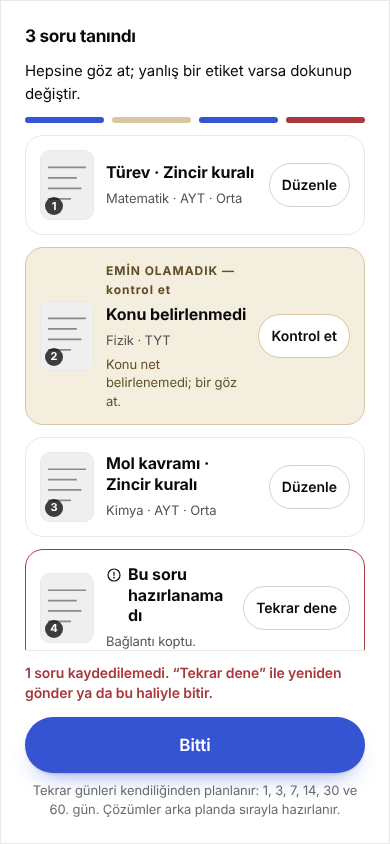 3 soru tanındı
Hepsine göz at; yanlış bir etiket varsa dokunup
değiştir.
1
Türev · Zincir kuralı
Matematik · AYT · Orta
Düzenle
EMİN OLAMADIK —
kontrol et
2
Konu belirlenmedi
Fizik · TYT
Konu net
belirlenemedi; bir göz
at.
Kontrol et
3
Mol kavramı ·
Zincir kuralı
Kimya · AYT · Orta
Düzenle
4
Bu soru
hazırlanama
dı
Bağlantı koptu.
Tekrar dene
1 soru kaydedilemedi. “Tekrar dene” ile yeniden
gönder ya da bu haliyle bitir.
Bitti
Tekrar günleri kendiliğinden planlanır: 1, 3, 7, 14, 30 ve
60. gün. Çözümler arka planda sırayla hazırlanır.